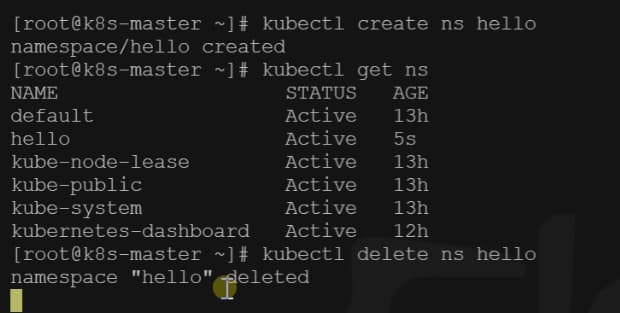 [root@k8s-master ~]# kubectl create ns hello
namespace/hello created
[root@k8s-master ~]# kubectl get ns
NAME STATUS AGE
default Active 13h
hello Active 5s
kube-node-lease Active 13h
kube-public Active 13h
kube-system Active 13h
kubernetes-dashboard Active 12h
[root@k8s-master ~]# kubectl delete ns hello
namespace "hello" deleted